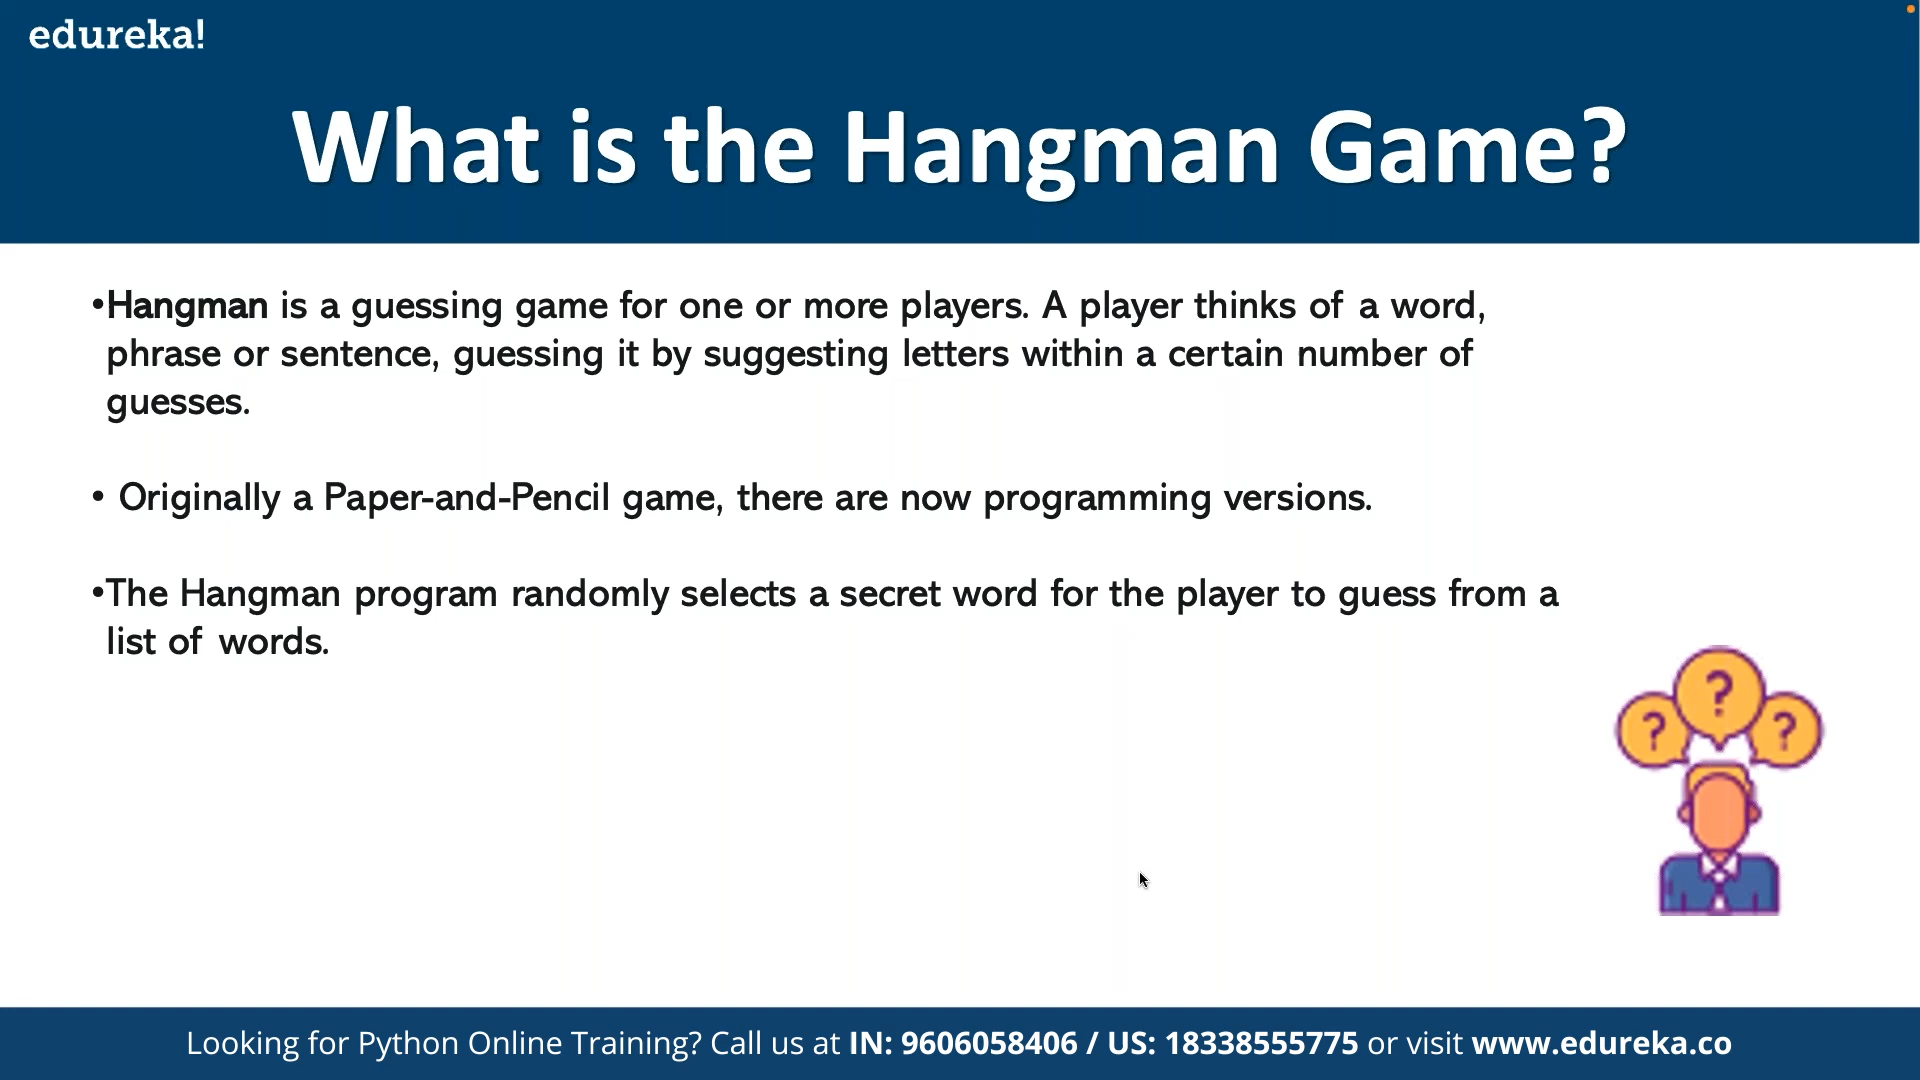 edureka!
What is the Hangman Game?
•Hangman is a guessing game for one or more players. A player thinks of a word,
phrase or sentence, guessing it by suggesting letters within a certain number of
guesses.
• Originally a Paper-and-Pencil game, there are now programming versions.
•The Hangman program randomly selects a secret word for the player to guess from a
list of words.
? ? ?
Looking for Python Online Training? Call us at IN: 9606058406 / US: 18338555775 or visit www.edureka.co